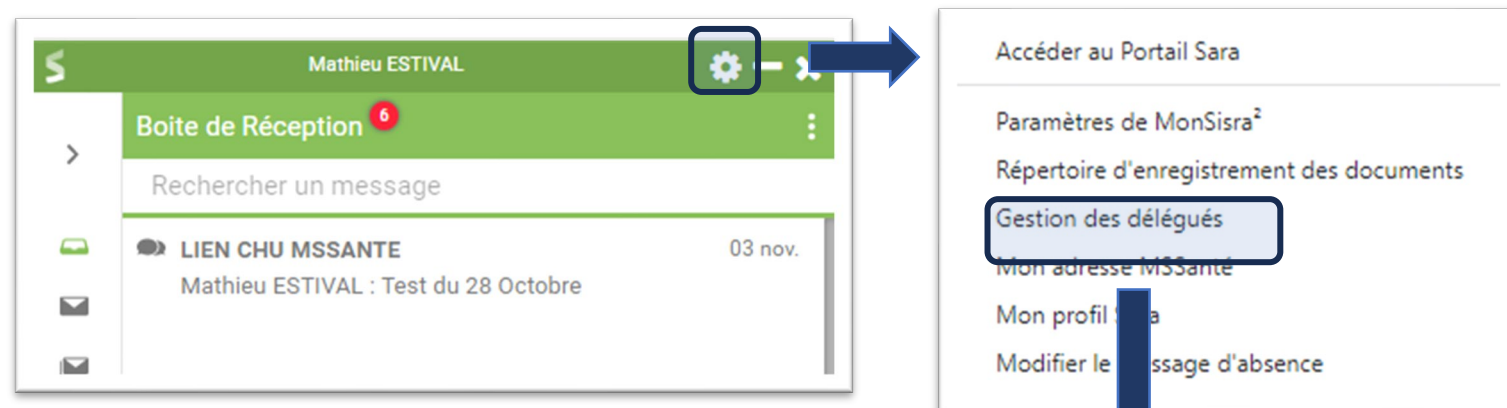 Mathieu ESTIVAL
Boite de Réception 6
Rechercher un message
LIEN CHU MSSANTE 03 nov.
Mathieu ESTIVAL : Test du 28 Octobre
Accéder au Portail Sara
Paramètres de MonSisra²
Répertoire d'enregistrement des documents
Gestion des délégués
Mon adresse MSSanté
Mon profil
Modifier le d'absence